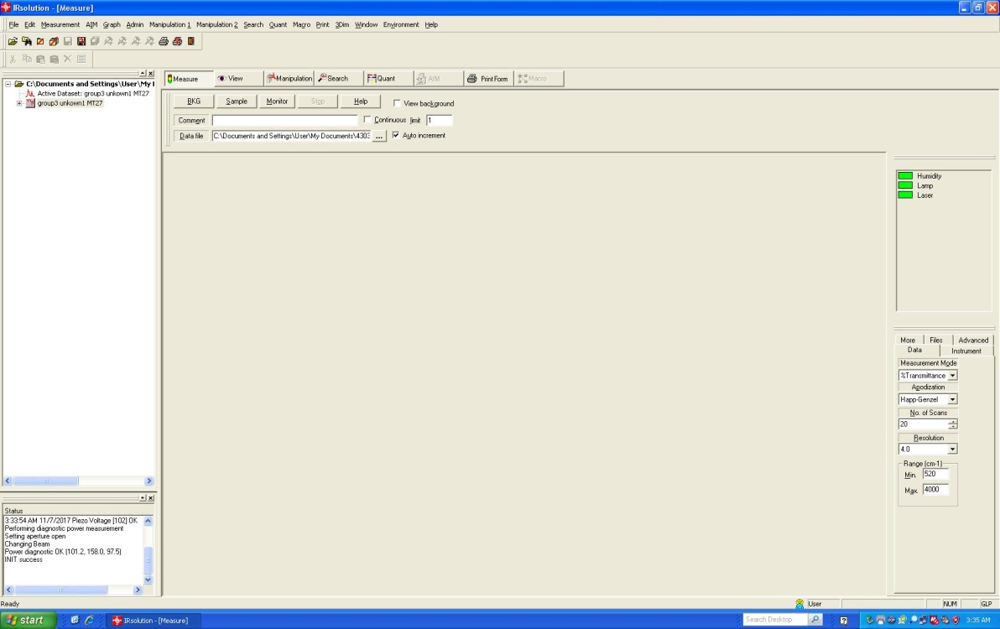 IRsolution - [Measure]
File Edit Measurement AIM Graph Admin Manipulation 1 Manipulation 2 Search Quant Macro Print 3Dim Window Environment Help
C:\Documents and Settings\User\My I
Active Dataset: group3 unkown1 MT27
group3 unkown1 MT27
Measure View Manipulation Search Quant AIM Print Form Macro
BKG Sample Monitor Stop Help View background
Comment Continuous limit 1
Data file C:\Documents and Settings\User\My Documents\4303 ... Auto increment
Humidity
Lamp
Laser
More Files Advanced
Data Instrument
Measurement Mode
%Transmittance
Apodization
Happ-Genzel
No. of Scans
20
Resolution
4.0
Range (cm-1)
Min. 520
Max. 4000
Status
3:33:54 AM 11/7/2017 Piezo Voltage [102] OK
Performing diagnostic power measurement
Setting aperture open
Changing Beam
Power diagnostic OK (101.2, 158.0, 97.5)
INIT success
Ready User NUM GLP
start IRsolution - [Measure] Search Desktop 3:35 AM